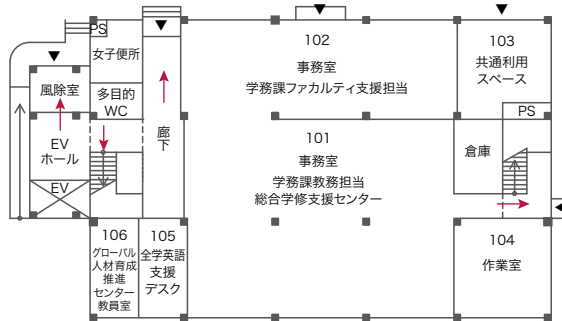 PS
女子便所
102
事務室
学務課ファカルティ支援担当
103
共通利用
スペース
風除室
多目的
WC
廊
下
PS
EV
ホール
101
事務室
学務課教務担当
総合学修支援センター
倉庫
EV
106
グローバル
人材育成
推進
センター
教員室
105
全学英語
支援
デスク
104
作業室